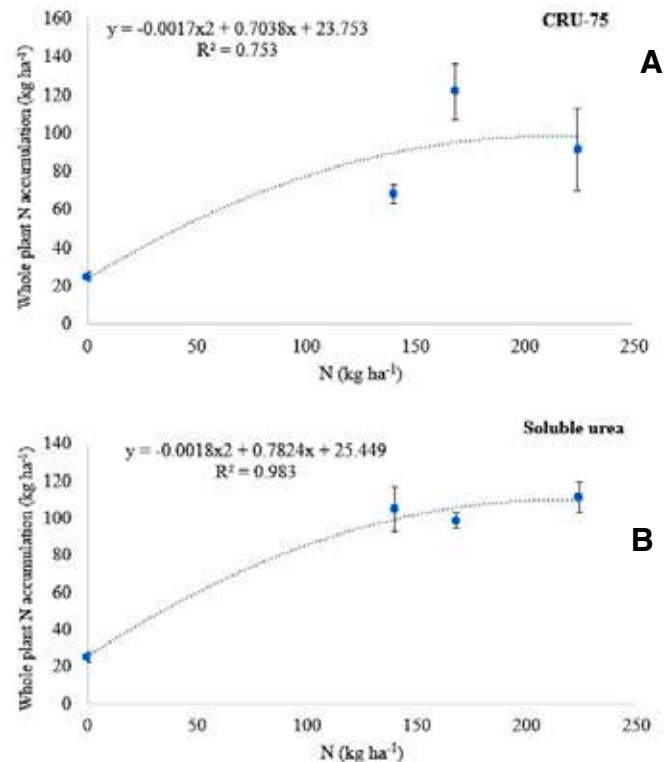 160
y = -0.0017x2 + 0.7038x + 23.753
R² = 0.753
CRU-75
A
140
120
100
80
60
40
20
0
Whole plant N accumulation (kg ha⁻¹)
0 50 100 150 200 250
N (kg ha⁻¹)
140
y = -0.0018x2 + 0.7824x + 25.449
R² = 0.983
Soluble urea
B
120
100
80
60
40
20
0
Whole plant N accumulation (kg ha⁻¹)
0 50 100 150 200 250
N (kg ha⁻¹)